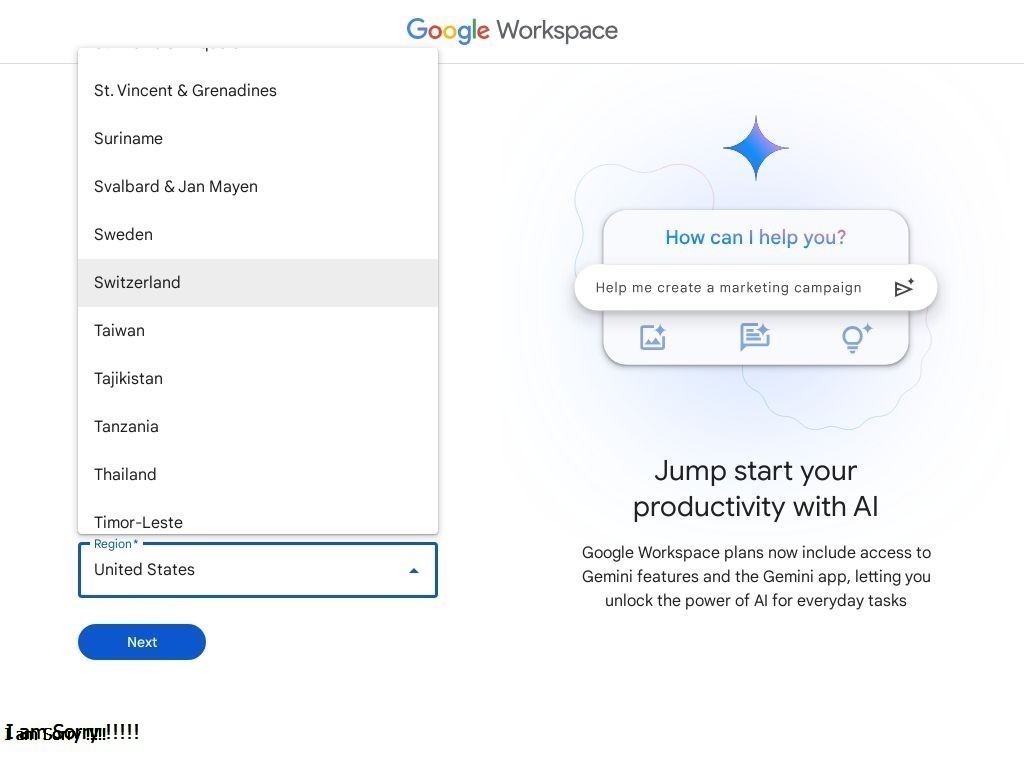 Google Workspace
St. Vincent & Grenadines
Suriname
Svalbard & Jan Mayen
Sweden
Switzerland
Taiwan
Tajikistan
Tanzania
Thailand
Timor-Leste
Region*
United States
Next
How can I help you?
Help me create a marketing campaign
Jump start your
productivity with AI
Google Workspace plans now include access to
Gemini features and the Gemini app, letting you
unlock the power of AI for everyday tasks
I am Sorry !!!!!